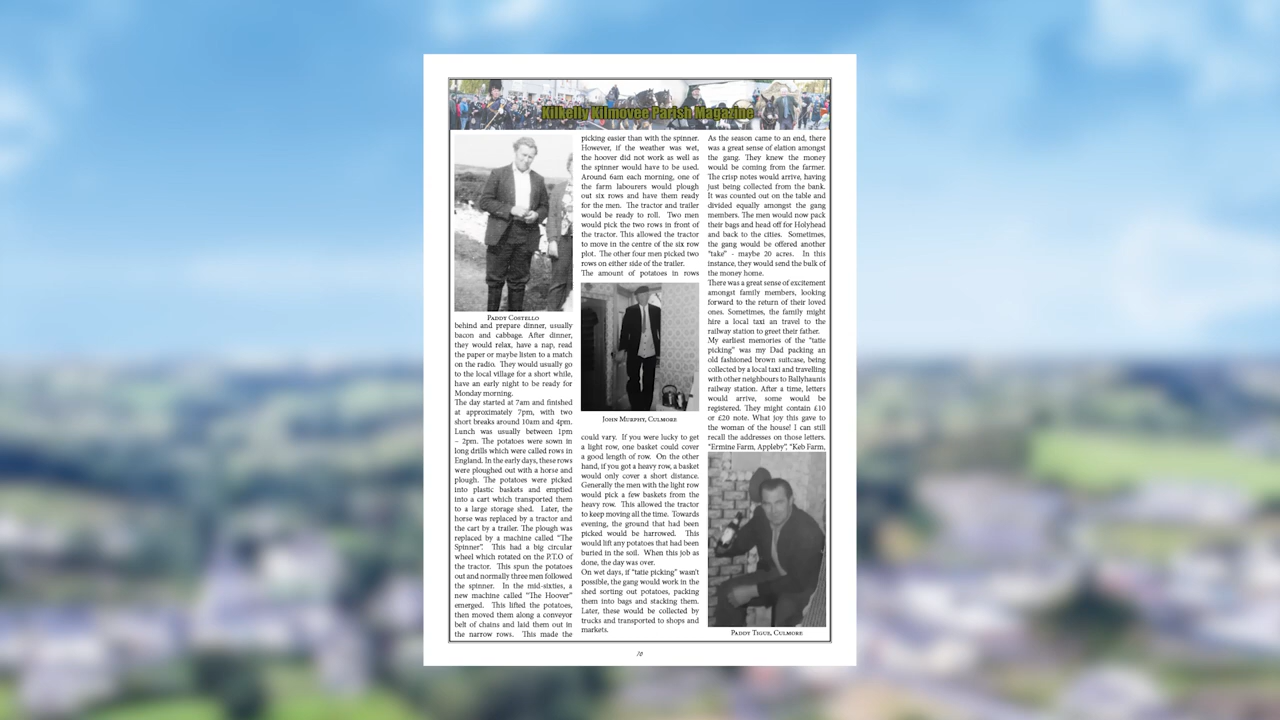 Kilkelly Kilmovee Parish Magazine
PADDY COSTELLO
behind and prepare dinner, usually
bacon and cabbage. After dinner,
they would relax, have a nap, read
the paper or maybe listen to a match
on the radio. They would usually go
to the local village for a short while,
have an early night to be ready for
Monday morning.
The day started at 7am and finished
at approximately 7pm, with two
short breaks around 10am and 4pm.
Lunch was usually between 1pm
– 2pm. The potatoes were sown in
long drills which were called rows in
England. In the early days, these rows
were ploughed out with a horse and
plough. The potatoes were picked
into plastic baskets and emptied
into a cart which transported them
to a large storage shed. Later, the
horse was replaced by a tractor and
the cart by a trailer. The plough was
replaced by a machine called “The
Spinner”. This had a big circular
wheel which rotated on the P.T.O of
the tractor. This spun the potatoes
out and normally three men followed
the spinner. In the mid-sixties, a
new machine called “The Hoover”
emerged. This lifted the potatoes,
then moved them along a conveyor
belt of chains and laid them out in
the narrow rows. This made the
picking easier than with the spinner.
However, if the weather was wet,
the hoover did not work as well as
the spinner would have to be used.
Around 6am each morning, one of
the farm labourers would plough
out six rows and have them ready
for the men. The tractor and trailer
would be ready to roll. Two men
would pick the two rows in front of
the tractor. This allowed the tractor
to move in the centre of the six row
plot. The other four men picked two
rows on either side of the trailer.
The amount of potatoes in rows
JOHN MURPHY, CULMORE
could vary. If you were lucky to get
a light row, one basket could cover
a good length of row. On the other
hand, if you got a heavy row, a basket
would only cover a short distance.
Generally the men with the light row
would pick a few baskets from the
heavy row. This allowed the tractor
to keep moving all the time. Towards
evening, the ground that had been
picked would be harrowed. This
would lift any potatoes that had been
buried in the soil. When this job as
done, the day was over.
On wet days, if “tatie picking” wasn’t
possible, the gang would work in the
shed sorting out potatoes, packing
them into bags and stacking them.
Later, these would be collected by
trucks and transported to shops and
markets.
As the season came to an end, there
was a great sense of elation amongst
the gang. They knew the money
would be coming from the farmer.
The crisp notes would arrive, having
just being collected from the bank.
It was counted out on the table and
divided equally amongst the gang
members. The men would now pack
their bags and head off for Holyhead
and back to the cities. Sometimes,
the gang would be offered another
“take” - maybe 20 acres. In this
instance, they would send the bulk of
the money home.
There was a great sense of excitement
amongst family members, looking
forward to the return of their loved
ones. Sometimes, the family might
hire a local taxi an travel to the
railway station to greet their father.
My earliest memories of the “tatie
picking” was my Dad packing an
old fashioned brown suitcase, being
collected by a local taxi and travelling
with other neighbours to Ballyhaunis
railway station. After a time, letters
would arrive, some would be
registered. They might contain £10
or £20 note. What joy this gave to
the woman of the house! I can still
recall the addresses on those letters.
“Ermine Farm, Appleby”, “Keb Farm,
PADDY TIGUE, CULMORE